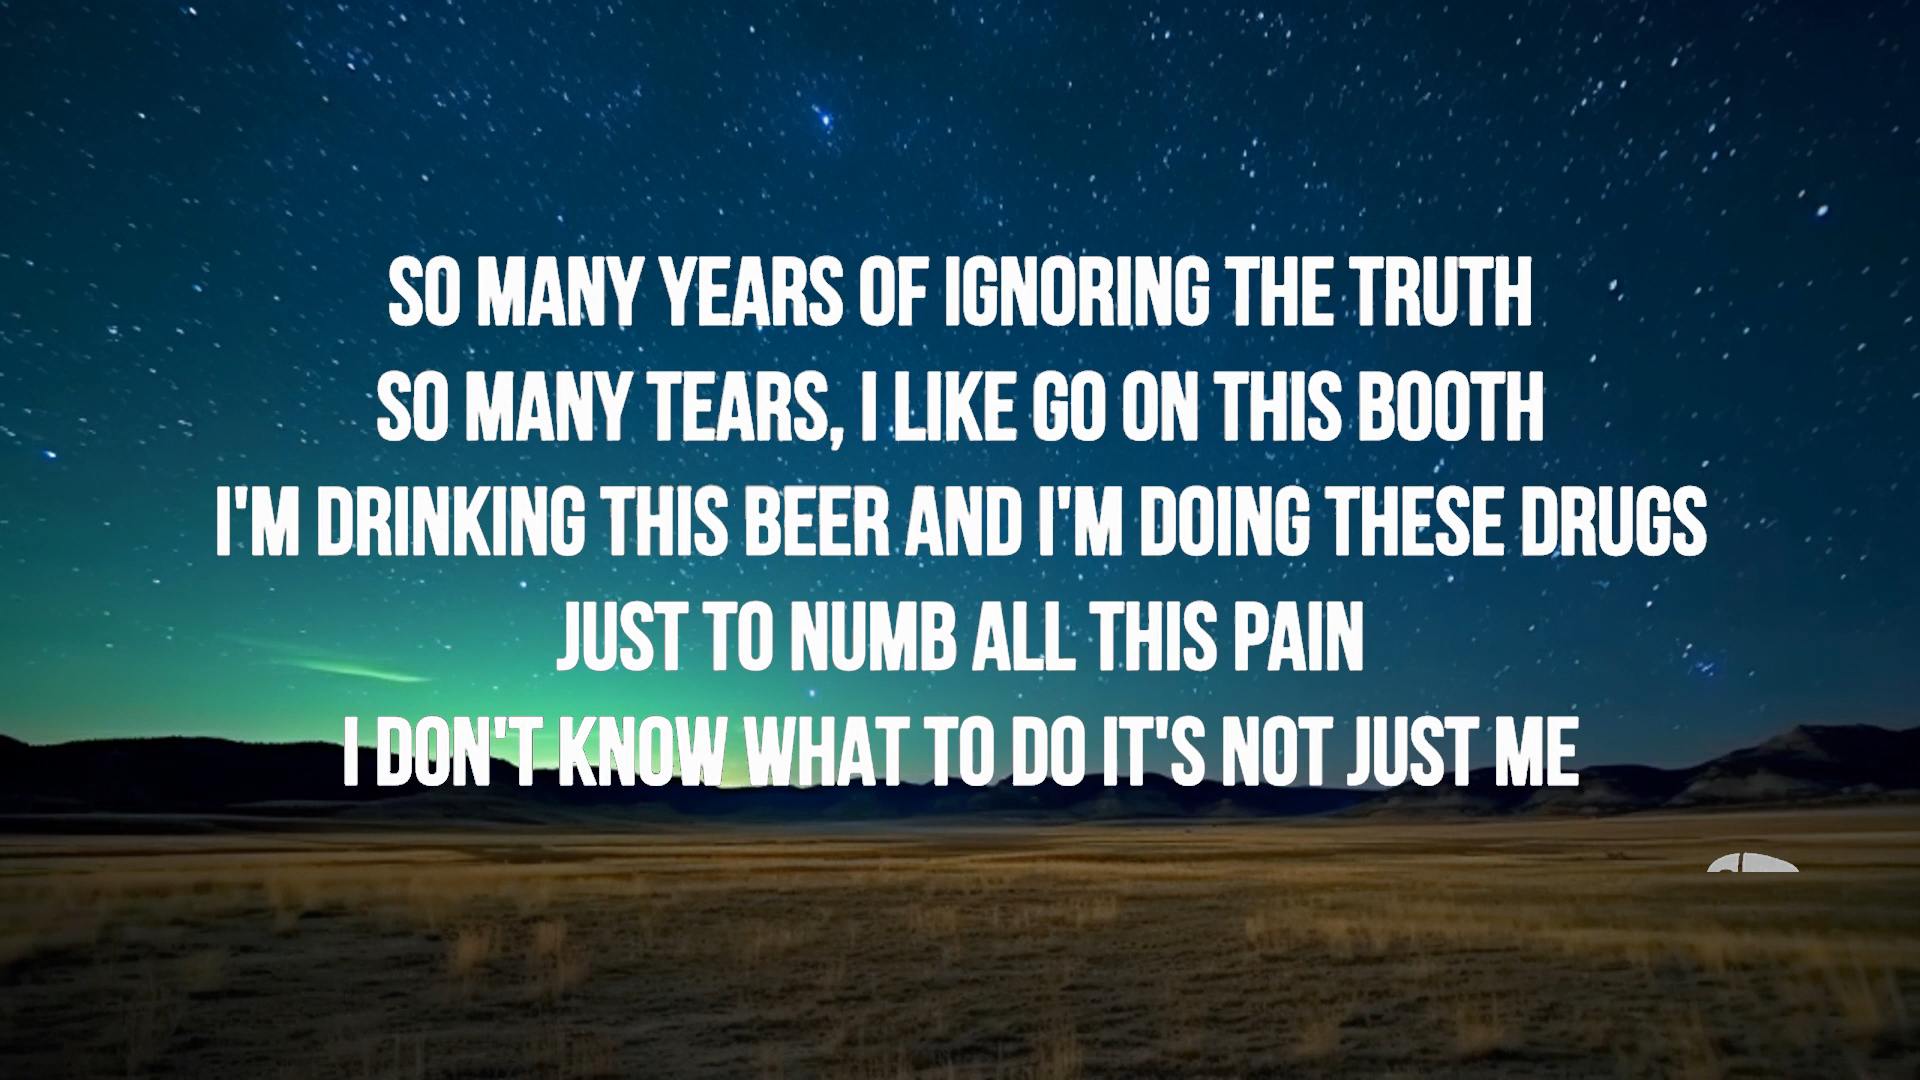 SO MANY YEARS OF IGNORING THE TRUTH
SO MANY TEARS, I LIKE GO ON THIS BOOTH
I'M DRINKING THIS BEER AND I'M DOING THESE DRUGS
JUST TO NUMB ALL THIS PAIN
I DON'T KNOW WHAT TO DO IT'S NOT JUST ME